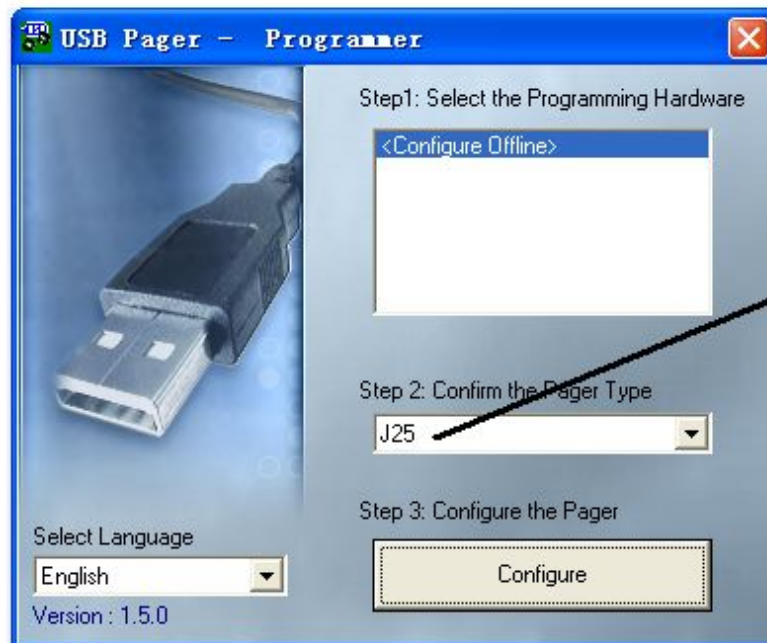 USB Pager - Programmer
Step1: Select the Programming Hardware
<Configure Offline>
Step 2: Confirm the Pager Type
J25
Step 3: Configure the Pager
Configure
Select Language
English
Version : 1.5.0